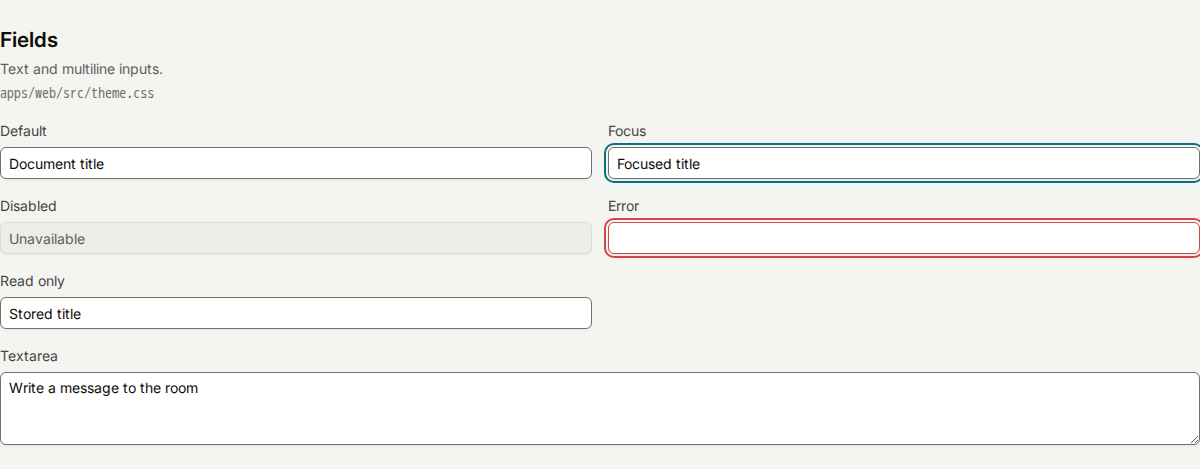 Fields
Text and multiline inputs.
apps/web/src/theme.css
Default
Document title
Focus
Focused title
Disabled
Unavailable
Error
Read only
Stored title
Textarea
Write a message to the room